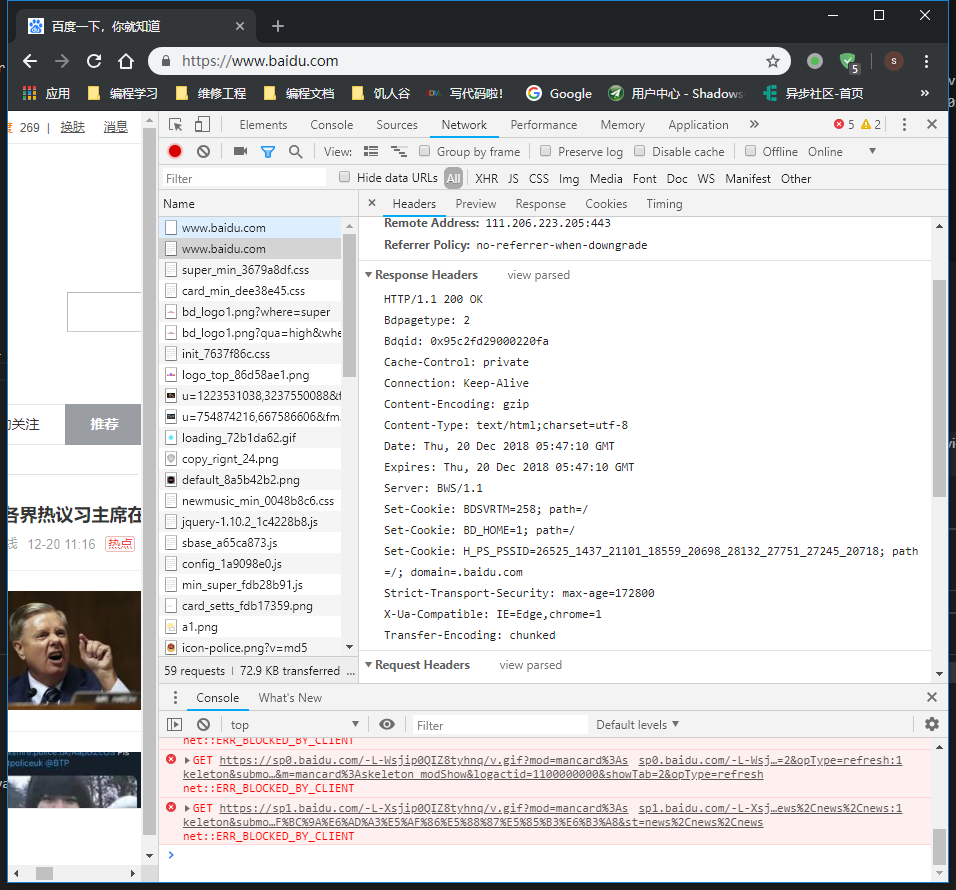 百度一下，你就知道
https://www.baidu.com
S
5
应用 编程学习 维修工程 编程文档 饥人谷 写代码啦！ Google 用户中心 - Shadows 异步社区-首页 »
269 | 换肤 消息
Elements Console Sources Network Performance Memory Application » 5 2
View: Group by frame Preserve log Disable cache Offline Online
Filter Hide data URLs All XHR JS CSS Img Media Font Doc WS Manifest Other
Name
www.baidu.com
www.baidu.com
super_min_3679a8df.css
card_min_dee38e45.css
bd_logo1.png?where=super
bd_logo1.png?qua=high&whe
init_7637f86c.css
logo_top_86d58ae1.png
u=1223531038,3237550088&f
u=754874216,667586606&fm.
loading_72b1da62.gif
copy_rignt_24.png
default_8a5b42b2.png
newmusic_min_0048b8c6.css
jquery-1.10.2_1c4228b8.js
sbase_a65ca873.js
config_1a9098e0.js
min_super_fdb28b91.js
card_setts_fdb17359.png
a1.png
icon-police.png?v=md5
59 requests | 72.9 KB transferred ...
Headers Preview Response Cookies Timing
Remote Address: 111.206.223.205:443
Referrer Policy: no-referrer-when-downgrade
Response Headers view parsed
HTTP/1.1 200 OK
Bdpagetype: 2
Bdqid: 0x95c2fd29000220fa
Cache-Control: private
Connection: Keep-Alive
Content-Encoding: gzip
Content-Type: text/html;charset=utf-8
Date: Thu, 20 Dec 2018 05:47:10 GMT
Expires: Thu, 20 Dec 2018 05:47:10 GMT
Server: BWS/1.1
Set-Cookie: BDSVRTM=258; path=/
Set-Cookie: BD_HOME=1; path=/
Set-Cookie: H_PS_PSSID=26525_1437_21101_18559_20698_28132_27751_27245_20718; path
=/; domain=.baidu.com
Strict-Transport-Security: max-age=172800
X-Ua-Compatible: IE=Edge,chrome=1
Transfer-Encoding: chunked
Request Headers view parsed
关注 推荐
各界热议习主席在
12-20 11:16 热点
policeuk @BTP
Console What's New
top Filter Default levels
net::ERR_BLOCKED_BY_CLIENT
GET https://sp0.baidu.com/-L-Wsjip0QIZ8tyhnq/v.gif?mod=mancard%3As sp0.baidu.com/-L-Wsj…=2&opType=refresh:1
keleton&submo...&m=mancard%3Askeleton_modShow&logactid=1100000000&showTab=2&opType=refresh
net::ERR_BLOCKED_BY_CLIENT
GET https://sp1.baidu.com/-L-Xsjip0QIZ8tyhnq/v.gif?mod=mancard%3As sp1.baidu.com/-L-Xsj…ews%2Cnews%2Cnews:1
keleton&submo...F%BC%9A%E6%AD%A3%E5%AF%86%E5%88%87%E5%85%B3%E6%B3%A8&st=news%2Cnews%2Cnews
net::ERR_BLOCKED_BY_CLIENT